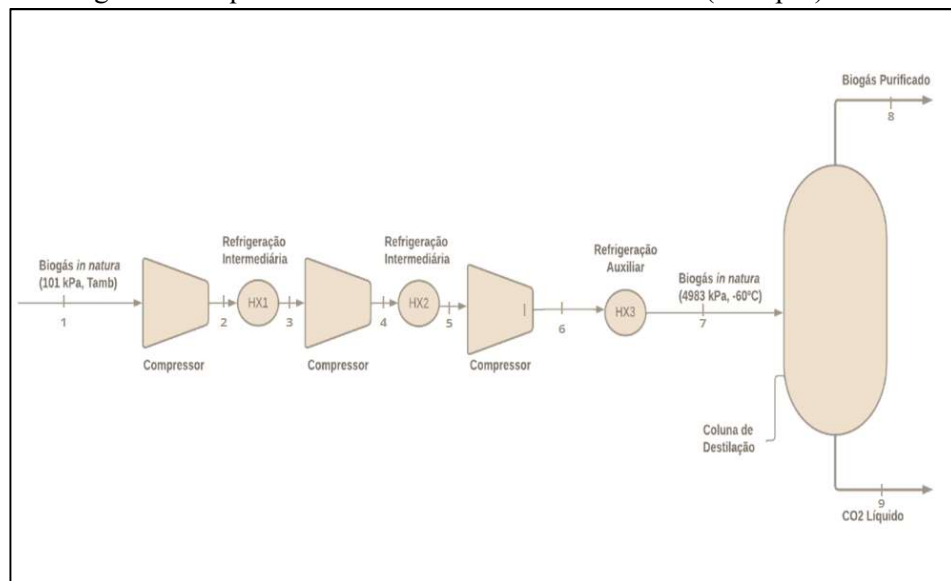 Biogás Purificado
8
Refrigeração
Intermediária
Refrigeração
Intermediária
Refrigeração
Auxiliar
Biogás in natura
(101 kPa, Tamb)
Biogás in natura
(4983 kPa, -60°C)
HX1
HX2
HX3
1
2
3
4
5
6
7
Compressor
Compressor
Compressor
Coluna de
Destilação
9
CO2 Líquido